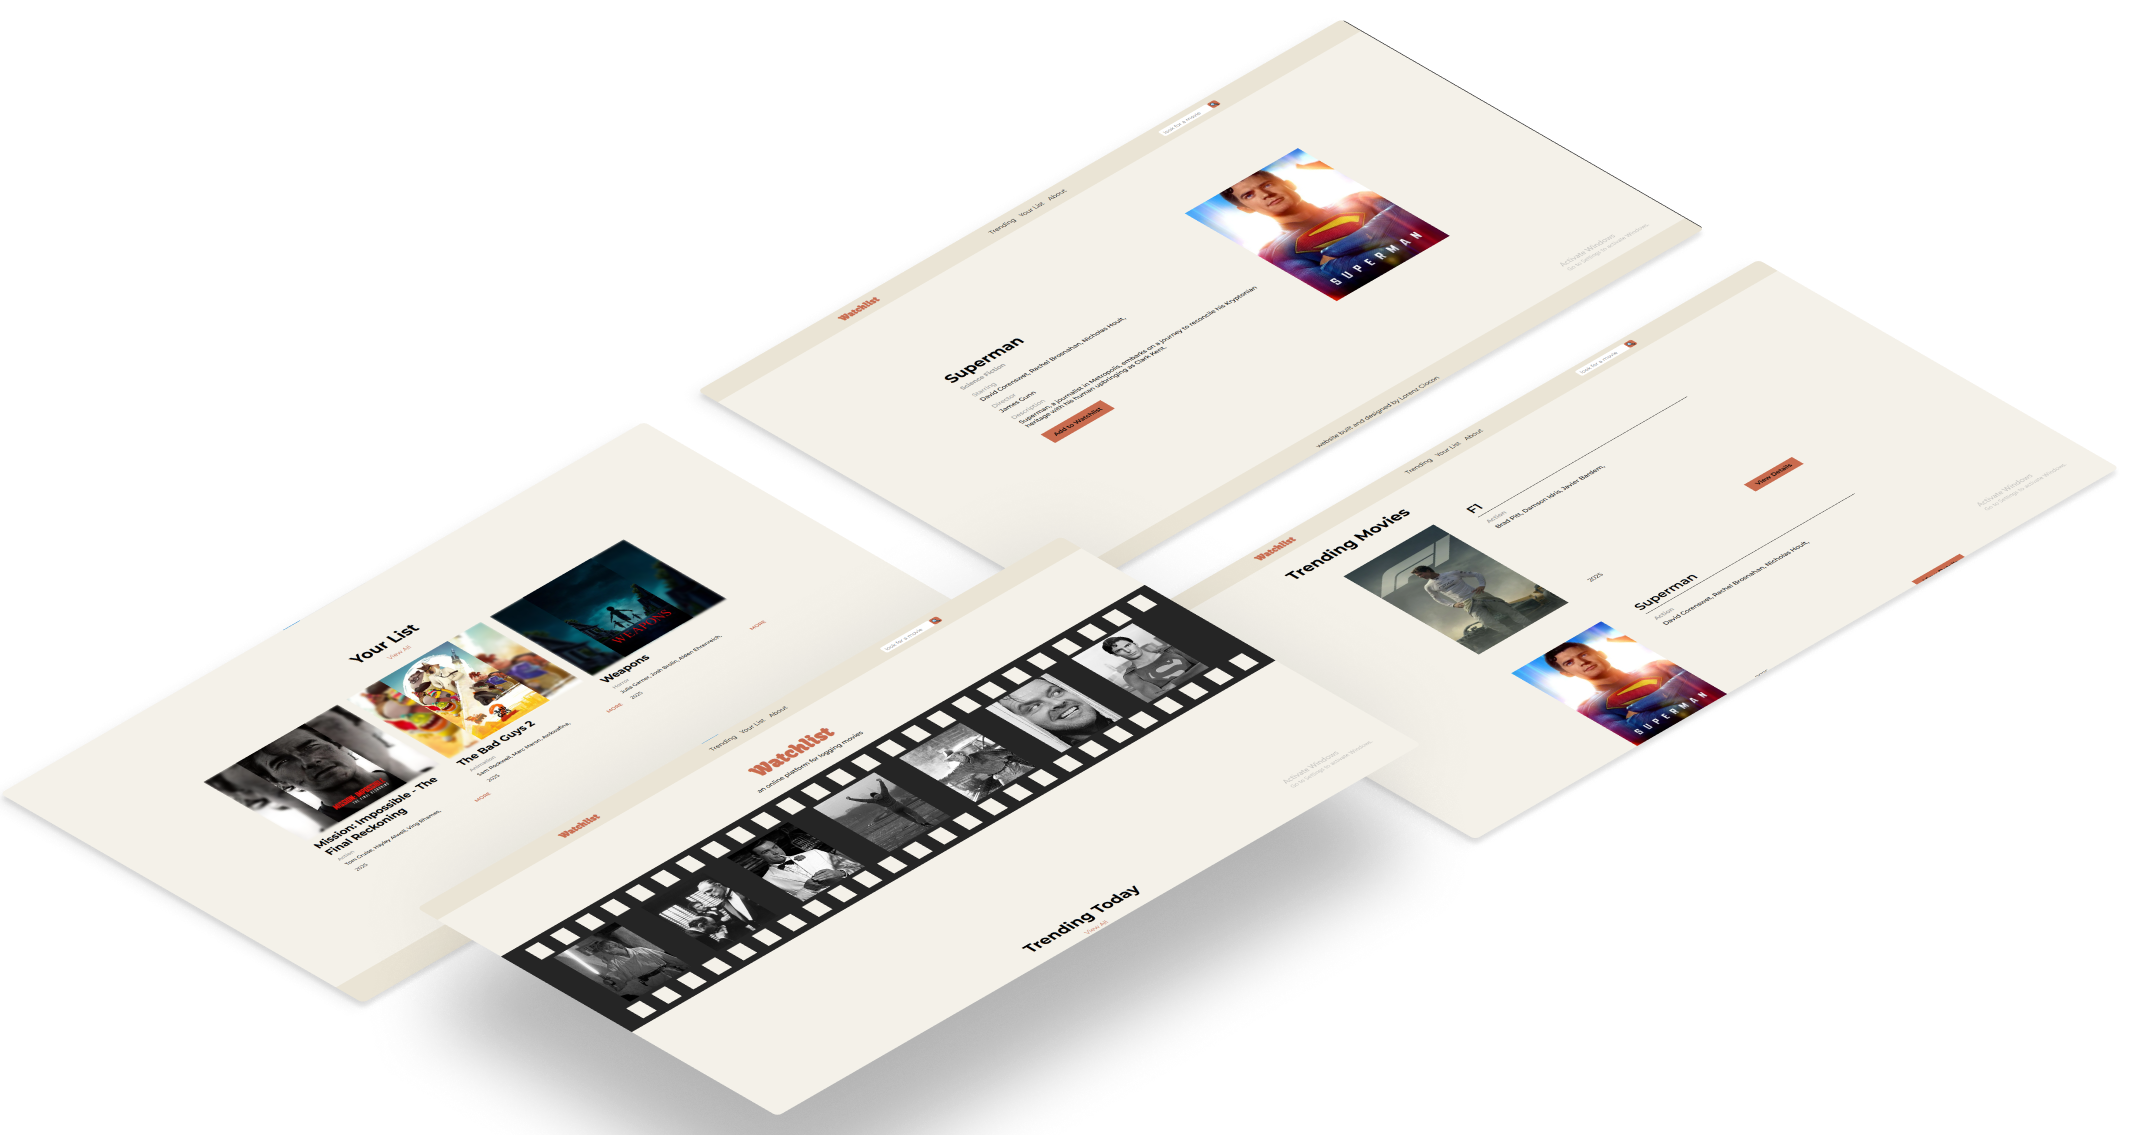 Watchlist
Trending Your List About
look for a movie
Superman
Science Fiction
Starring
David Corenswet, Rachel Brosnahan, Nicholas Hoult,
Director
James Gunn
Description
Superman, a journalist in Metropolis, embarks on a journey to reconcile his Kryptonian
heritage with his human upbringing as Clark Kent.
Add to Watchlist
SUPERMAN
website built and designed by Lorenz Ciocon
Activate Windows
Go to Settings to activate Windows.
Watchlist
Trending Your List About
look for a movie
Trending Movies
F1
Action
Brad Pitt, Damson Idris, Javier Bardem,
2025
View Details
Superman
Action
David Corenswet, Rachel Brosnahan, Nicholas Hoult,
SUPERMAN
Activate Windows
Go to Settings to activate Windows.
Your List
View All
MISSION: IMPOSSIBLE
THE FINAL RECKONING
Mission: Impossible - The
Final Reckoning
Action
Tom Cruise, Hayley Atwell, Ving Rhames,
2025
MORE
The Bad Guys 2
Animation
Sam Rockwell, Marc Maron, Awkwafina,
2025
MORE
WEAPONS
Weapons
Horror
Julia Garner, Josh Brolin, Alden Ehrenreich,
2025
MORE
Watchlist
Trending Your List About
look for a movie
Watchlist
an online platform for logging movies
Trending Today
View All
Activate Windows
Go to Settings to activate Windows.